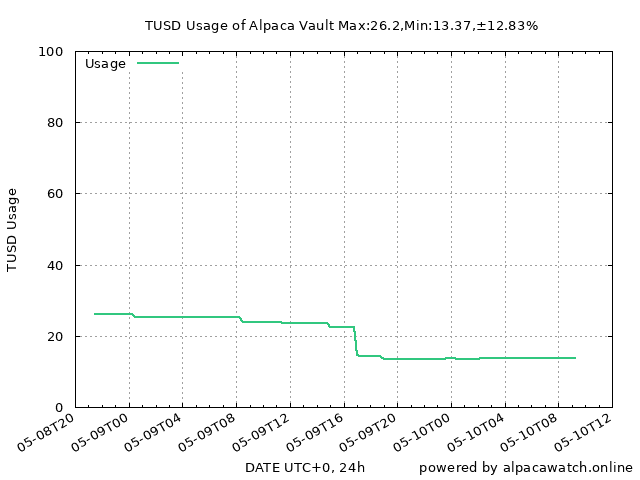 TUSD Usage of Alpaca Vault Max:26.2,Min:13.37,±12.83%
Usage
100
80
60
40
20
0
TUSD Usage
05-08T20
05-09T00
05-09T04
05-09T08
05-09T12
05-09T16
05-09T20
05-10T00
05-10T04
05-10T08
05-10T12
DATE UTC+0, 24h
powered by alpacawatch.online